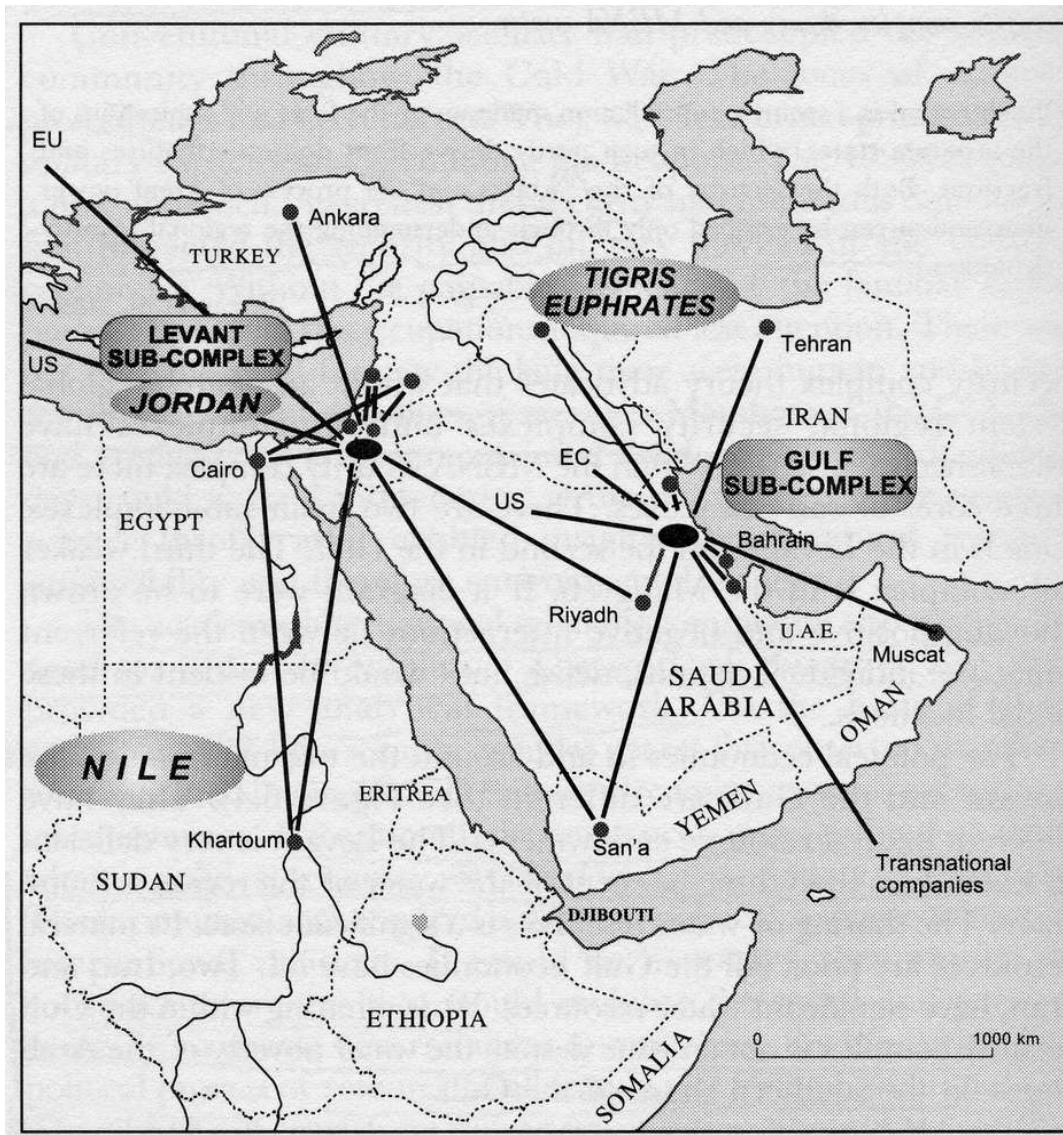 EU
Ankara
TURKEY
TIGRIS
EUPHRATES
LEVANT
SUB-COMPLEX
US
Tehran
JORDAN
IRAN
Cairo
EC
GULF
SUB-COMPLEX
US
EGYPT
Bahrain
Riyadh
U.A.E.
Muscat
SAUDI
ARABIA
OMAN
NILE
ERITREA
YEMEN
Khartoum
San'a
SUDAN
Transnational
companies
DJIBOUTI
ETHIOPIA
0 1000 km
SOMALIA